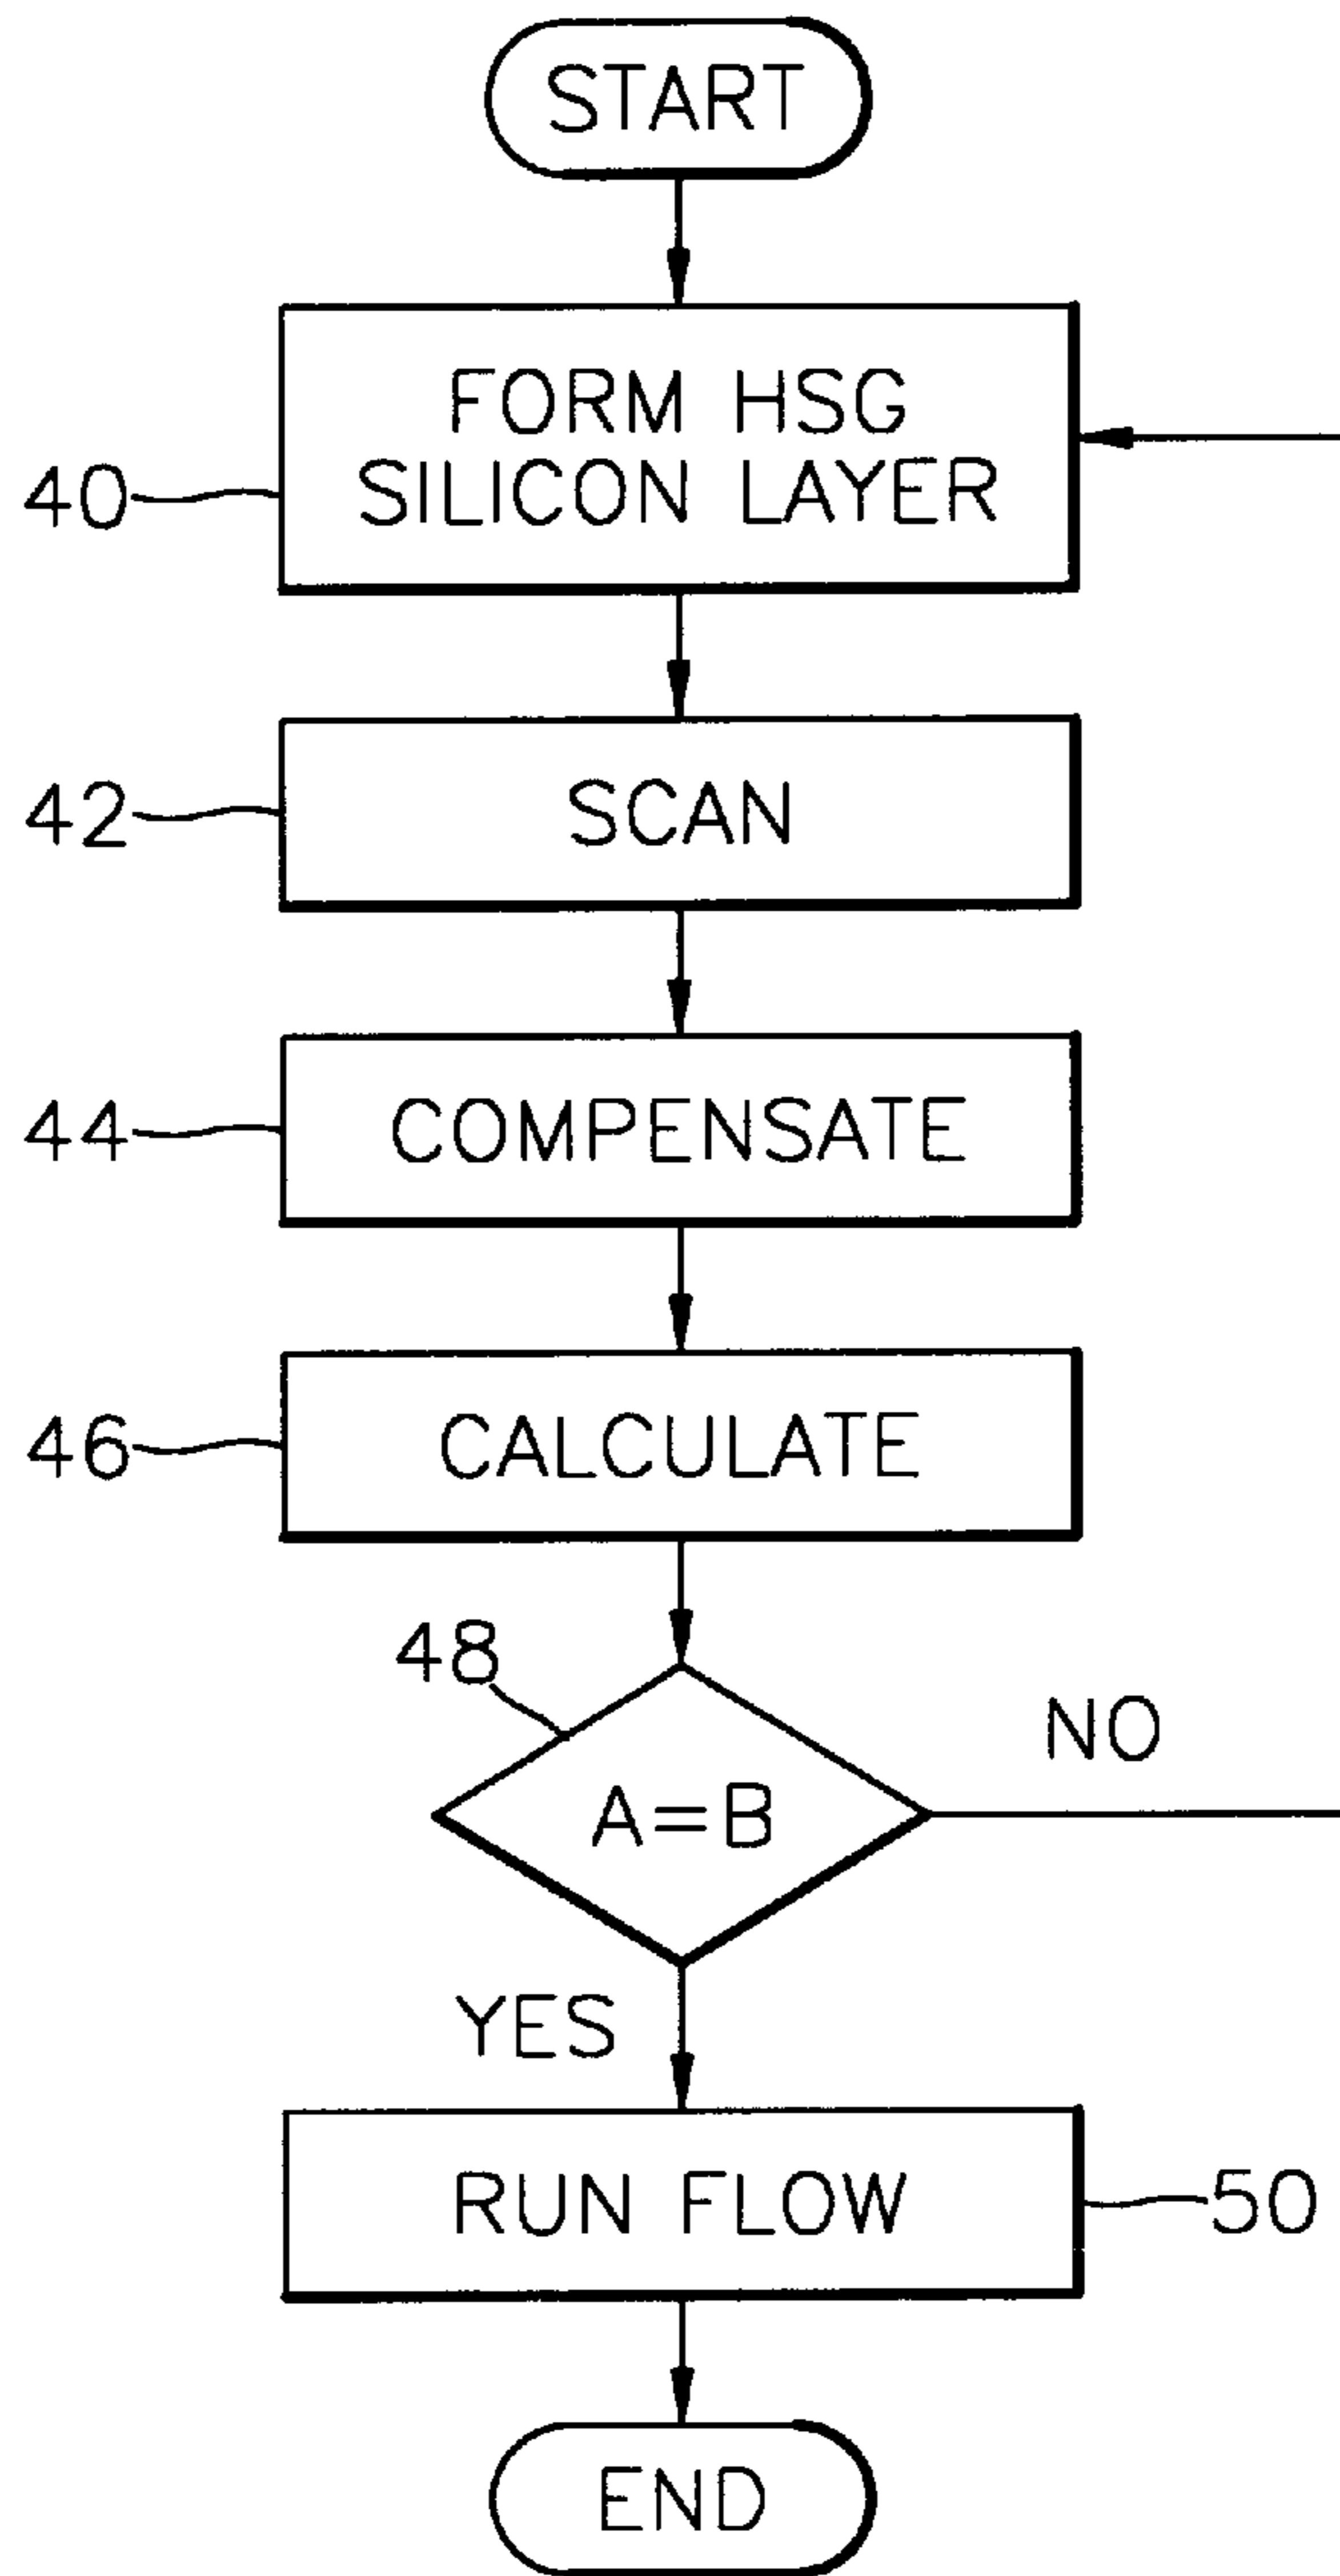 START
FORM HSG
SILICON LAYER
40
SCAN
42
COMPENSATE
44
CALCULATE
46
48
A=B
NO
YES
RUN FLOW
50
END